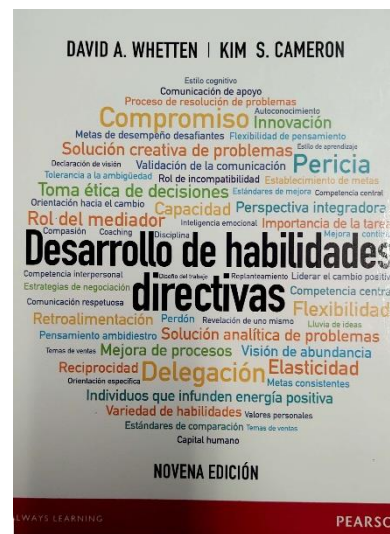 DAVID A. WHETTEN | KIM S. CAMERON
Estilo cognitivo
Comunicación de apoyo
Proceso de resolución de problemas
Autoconocimiento
Compromiso Innovación
Metas de desempeño desafiantes Flexibilidad de pensamiento
Solución creativa de problemas Estilo de aprendizaje
Declaración de visión Validación de la comunicación Pericia
Tolerancia a la ambigüedad Rol de incompatibilidad Establecimiento de metas
Toma ética de decisiones Estándares de mejora Competencia central
Orientación hacia el cambio Capacidad Perspectiva integradora
Rol del mediador Inteligencia emocional Importancia de la tarea
Compasión Coaching Disciplina Mejora
Desarrollo de habilidades
Competencia interpersonal Diseño del trabajo Replanteamiento Liderar el cambio positiv
Estrategias de negociación directivas Competencia centra
Comunicación respetuosa Flexibilidad
Retroalimentación Perdón Revelación de uno mismo Lluvia de ideas
Pensamiento ambidiestro Solución analítica de problemas
Temas de ventas Mejora de procesos Visión de abundancia
Reciprocidad Delegación Elasticidad
Orientación específica Metas consistentes
Individuos que infunden energía positiva
Variedad de habilidades Valores personales
Estándares de comparación Temas de ventas
Capital humano
NOVENA EDICIÓN
LWAYS LEARNING PEARSO